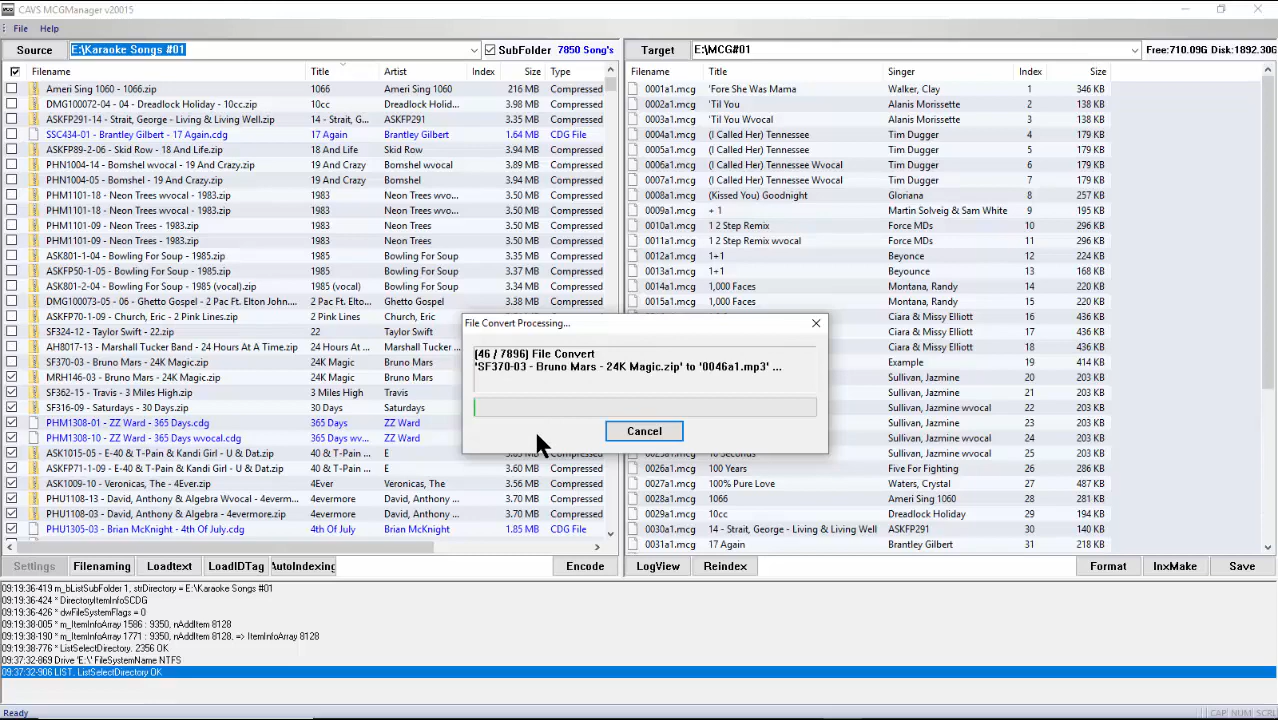 CAVS MCGManager v20015
File Help
Source E:\Karaoke Songs #01 SubFolder 7850 Song's Target E:\MCG#01 Free:710.09G Disk:1892.30G
Filename Title Artist Index Size Type
Ameri Sing 1060 - 1066.zip 1066 Ameri Sing 1060 216 MB Compressed
DMG100072-04 - 04 - Dreadlock Holiday - 10cc.zip 10cc Dreadlock Holi... 3.98 MB Compressed
ASKFP291-14 - Strait, George - Living & Living Well.zip 14 - Strait, G... ASKFP291 3.35 MB Compressed
SSC434-01 - Brantley Gilbert - 17 Again.cdg 17 Again Brantley Gilbert 1.64 MB CDG File
ASKFP89-2-06 - Skid Row - 18 And Life.zip 18 And Life Skid Row 3.94 MB Compressed
PHN1004-14 - Bomshel wvocal - 19 And Crazy.zip 19 And Crazy Bomshel wvocal 3.89 MB Compressed
PHN1004-05 - Bomshel - 19 And Crazy.zip 19 And Crazy Bomshel 3.90 MB Compressed
PHM1101-18 - Neon Trees wvocal - 1983.zip 1983 Neon Trees wv... 3.50 MB Compressed
PHM1101-18 - Neon Trees wvocal - 1983.zip 1983 Neon Trees wv... 3.50 MB Compressed
PHM1101-09 - Neon Trees - 1983.zip 1983 Neon Trees 3.50 MB Compressed
PHM1101-09 - Neon Trees - 1983.zip 1983 Neon Trees 3.50 MB Compressed
ASK801-2-04 - Bowling For Soup - 1985.zip 1985 Bowling For Soup 3.35 MB Compressed
ASKFP50-1-05 - Bowling For Soup - 1985.zip 1985 Bowling For Soup 3.37 MB Compressed
ASK801-2-04 - Bowling For Soup - 1985 (vocal).zip 1985 (vocal) Bowling For Soup 3.34 MB Compressed
DMG100073-05 - 06 - Ghetto Gospel - 2 Pac Ft. Elton John.... 2 Pac Ft. Elto... Ghetto Gospel
ASKFP70-1-09 - Church, Eric - 2 Pink Lines.zip 2 Pink Lines Church, Eric
SF324-12 - Taylor Swift - 22.zip 22 Taylor Swift
AH8017-13 - Marshall Tucker Band - 24 Hours At A Time.zip 24 Hours At ... Marshall Tucker ...
SF370-03 - Bruno Mars - 24K Magic.zip 24K Magic Bruno Mars
MRH146-03 - Bruno Mars - 24K Magic.zip 24K Magic Bruno Mars
SF362-01 - Travis - 3 Miles High.zip 3 Miles High Travis
SF316-09 - Saturdays - 30 Days.zip 30 Days Saturdays
PHM1308-01 - ZZ Ward - 365 Days.cdg 365 Days ZZ Ward
PHM1308-10 - ZZ Ward - 365 Days wvocal.cdg 365 Days wv... ZZ Ward
ASK1015-05 - E-40 & T-Pain & Kandi Girl - U & Dat.zip 40 & T-Pain ... E
ASKFP71-1-09 - E-40 & T-Pain & Kandi Girl - U & Dat.zip 40 & T-Pain ... E 3.60 MB Compressed
ASK1009-10 - Veronicas, The - 4Ever.zip 4Ever Veronicas, The 3.56 MB Compressed
PHU1108-13 - David, Anthony & Algebra Wvocal - 4everm... 4evermore David, Anthony ... 3.70 MB Compressed
PHU1108-03 - David, Anthony & Algebra - 4evermore.zip 4evermore David, Anthony ... 3.70 MB Compressed
PHU1305-03 - Brian McKnight - 4th Of July.cdg 4th Of July Brian McKnight 1.85 MB CDG File
Filename Title Singer Index Size
0001a1.mcg 'Fore She Was Mama Walker, Clay 1 346 KB
0002a1.mcg 'Til You Alanis Morissette 2 138 KB
0003a1.mcg 'Til You Wvocal Alanis Morissette 3 138 KB
0004a1.mcg (I Called Her) Tennessee Tim Dugger 4 179 KB
0005a1.mcg (I Called Her) Tennessee Tim Dugger 5 179 KB
0006a1.mcg (I Called Her) Tennessee Wvocal Tim Dugger 6 179 KB
0007a1.mcg (I Called Her) Tennessee Wvocal Tim Dugger 7 179 KB
0008a1.mcg (Kissed You) Goodnight Gloriana 8 257 KB
0009a1.mcg + 1 Martin Solveig & Sam White 9 195 KB
0010a1.mcg 1 2 Step Remix Force MDs 10 296 KB
0011a1.mcg 1 2 Step Remix wvocal Force MDs 11 296 KB
0012a1.mcg 1+1 Beyonce 12 224 KB
0013a1.mcg 1+1 Beyounce 13 268 KB
0014a1.mcg 1,000 Faces Montana, Randy 14 220 KB
0015a1.mcg 1,000 Faces Montana, Randy 15 220 KB
Ciara & Missy Elliott 16 316 KB
Ciara & Missy Elliott 17 316 KB
Ciara & Missy Elliott 18 316 KB
Example 19 414 KB
Sullivan, Jazmine 20 294 KB
Sullivan, Jazmine 21 294 KB
Sullivan, Jazmine wvocal 22 294 KB
Sullivan, Jazmine 23 294 KB
Sullivan, Jazmine wvocal 24 294 KB
Sullivan, Jazmine wvocal 25 294 KB
0026a1.mcg 100 Years Five For Fighting 26 266 KB
0027a1.mcg 100% Pure Love Waters, Crystal 27 487 KB
0028a1.mcg 1066 Ameri Sing 1060 28 401 KB
0029a1.mcg 10cc Dreadlock Holiday 29 194 KB
0030a1.mcg 14 - Strait, George - Living & Living Well ASKFP291 30 140 KB
0031a1.mcg 17 Again Brantley Gilbert 31 218 KB
File Convert Processing...
(46 / 7896) File Convert
'SF370-03 - Bruno Mars - 24K Magic.zip' to '0046a1.mp3' ...
Cancel
Settings Filenaming Loadtext LoadIDTag AutoIndexing Encode LogView Reindex Format InxMake Save
09:19:36-419 m_bListSubFolder 1, strDirectory = E:\Karaoke Songs #01
09:19:36-424 * DirectoryItemInfoSCDG
09:19:36-426 * dwFileSystemFlags = 0
09:19:38-005 * m_ItemInfoArray 1586 : 9350, nAddItem 8128
09:19:38-190 * m_ItemInfoArray 1771 : 9350, nAddItem 8128, => ItemInfoArray 8128
09:19:38-776 * ListSelectDirectory. 2356 OK
09:37:32-869 Drive 'E:\' FileSystemName NTFS
09:37:32-906 LIST. ListSelectDirectory OK
Ready CAP NUM SCRL